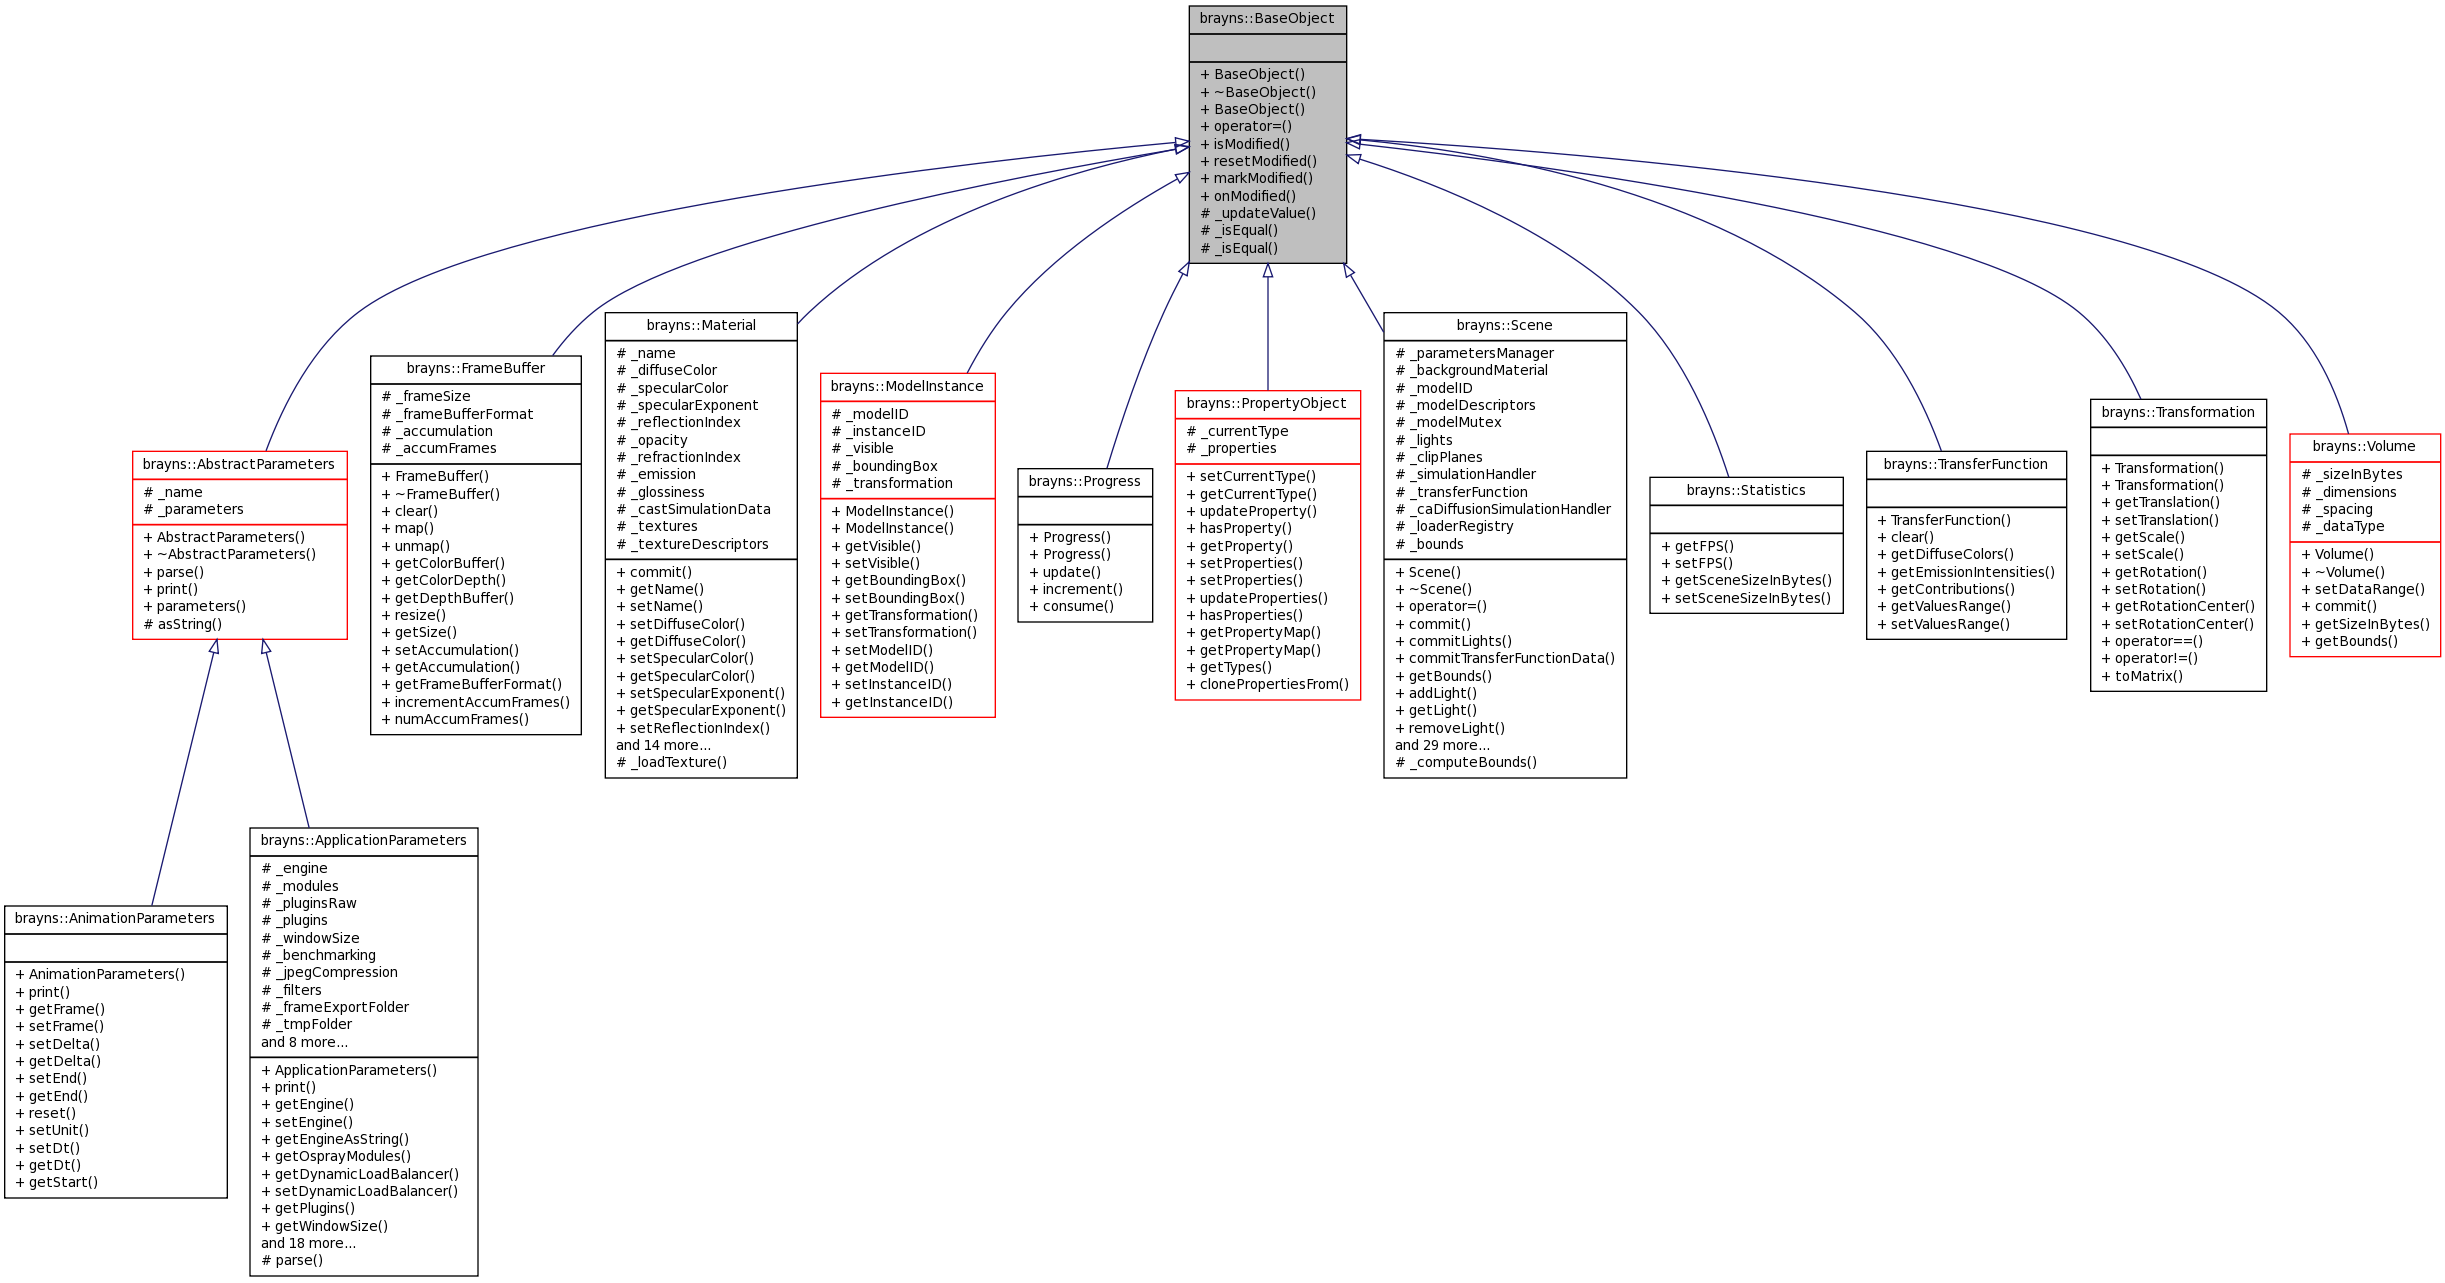 brayns::BaseObject
+ BaseObject()
+ ~BaseObject()
+ BaseObject()
+ operator=()
+ isModified()
+ resetModified()
+ markModified()
+ onModified()
# _updateValue()
# _isEqual()
# _isEqual()
brayns::AbstractParameters
# _name
# _parameters
+ AbstractParameters()
+ ~AbstractParameters()
+ parse()
+ print()
+ parameters()
# asString()
brayns::FrameBuffer
# _frameSize
# _frameBufferFormat
# _accumulation
# _accumFrames
+ FrameBuffer()
+ ~FrameBuffer()
+ clear()
+ map()
+ unmap()
+ getColorBuffer()
+ getColorDepth()
+ getDepthBuffer()
+ resize()
+ getSize()
+ setAccumulation()
+ getAccumulation()
+ getFrameBufferFormat()
+ incrementAccumFrames()
+ numAccumFrames()
brayns::Material
# _name
# _diffuseColor
# _specularColor
# _specularExponent
# _reflectionIndex
# _opacity
# _refractionIndex
# _emission
# _glossiness
# _castSimulationData
# _textures
# _textureDescriptors
+ commit()
+ getName()
+ setName()
+ setDiffuseColor()
+ getDiffuseColor()
+ setSpecularColor()
+ getSpecularColor()
+ setSpecularExponent()
+ getSpecularExponent()
+ setReflectionIndex()
and 14 more...
# _loadTexture()
brayns::ModelInstance
# _modelID
# _instanceID
# _visible
# _boundingBox
# _transformation
+ ModelInstance()
+ ModelInstance()
+ getVisible()
+ setVisible()
+ getBoundingBox()
+ setBoundingBox()
+ getTransformation()
+ setTransformation()
+ setModelID()
+ getModelID()
+ setInstanceID()
+ getInstanceID()
brayns::Progress
+ Progress()
+ Progress()
+ update()
+ increment()
+ consume()
brayns::PropertyObject
# _currentType
# _properties
+ setCurrentType()
+ getCurrentType()
+ updateProperty()
+ hasProperty()
+ getProperty()
+ setProperties()
+ setProperties()
+ updateProperties()
+ hasProperties()
+ getPropertyMap()
+ getPropertyMap()
+ getTypes()
+ clonePropertiesFrom()
brayns::Scene
# _parametersManager
# _backgroundMaterial
# _modelID
# _modelDescriptors
# _modelMutex
# _lights
# _clipPlanes
# _simulationHandler
# _transferFunction
# _caDiffusionSimulationHandler
# _loaderRegistry
# _bounds
+ Scene()
+ ~Scene()
+ operator=()
+ commit()
+ commitLights()
+ commitTransferFunctionData()
+ getBounds()
+ addLight()
+ getLight()
+ removeLight()
and 29 more...
# _computeBounds()
brayns::Statistics
+ getFPS()
+ setFPS()
+ getSceneSizeInBytes()
+ setSceneSizeInBytes()
brayns::TransferFunction
+ TransferFunction()
+ clear()
+ getDiffuseColors()
+ getEmissionIntensities()
+ getContributions()
+ getValuesRange()
+ setValuesRange()
brayns::Transformation
+ Transformation()
+ Transformation()
+ getTranslation()
+ setTranslation()
+ getScale()
+ setScale()
+ getRotation()
+ setRotation()
+ getRotationCenter()
+ setRotationCenter()
+ operator==()
+ operator!=()
+ toMatrix()
brayns::Volume
# _sizeInBytes
# _dimensions
# _spacing
# _dataType
+ Volume()
+ ~Volume()
+ setDataRange()
+ commit()
+ getSizeInBytes()
+ getBounds()
brayns::AnimationParameters
+ AnimationParameters()
+ print()
+ getFrame()
+ setFrame()
+ setDelta()
+ getDelta()
+ setEnd()
+ getEnd()
+ reset()
+ setUnit()
+ setDt()
+ getDt()
+ getStart()
brayns::ApplicationParameters
# _engine
# _modules
# _pluginsRaw
# _plugins
# _windowSize
# _benchmarking
# _jpegCompression
# _filters
# _frameExportFolder
# _tmpFolder
and 8 more...
+ ApplicationParameters()
+ print()
+ getEngine()
+ setEngine()
+ getEngineAsString()
+ getOsprayModules()
+ getDynamicLoadBalancer()
+ setDynamicLoadBalancer()
+ getPlugins()
+ getWindowSize()
and 18 more...
# parse()